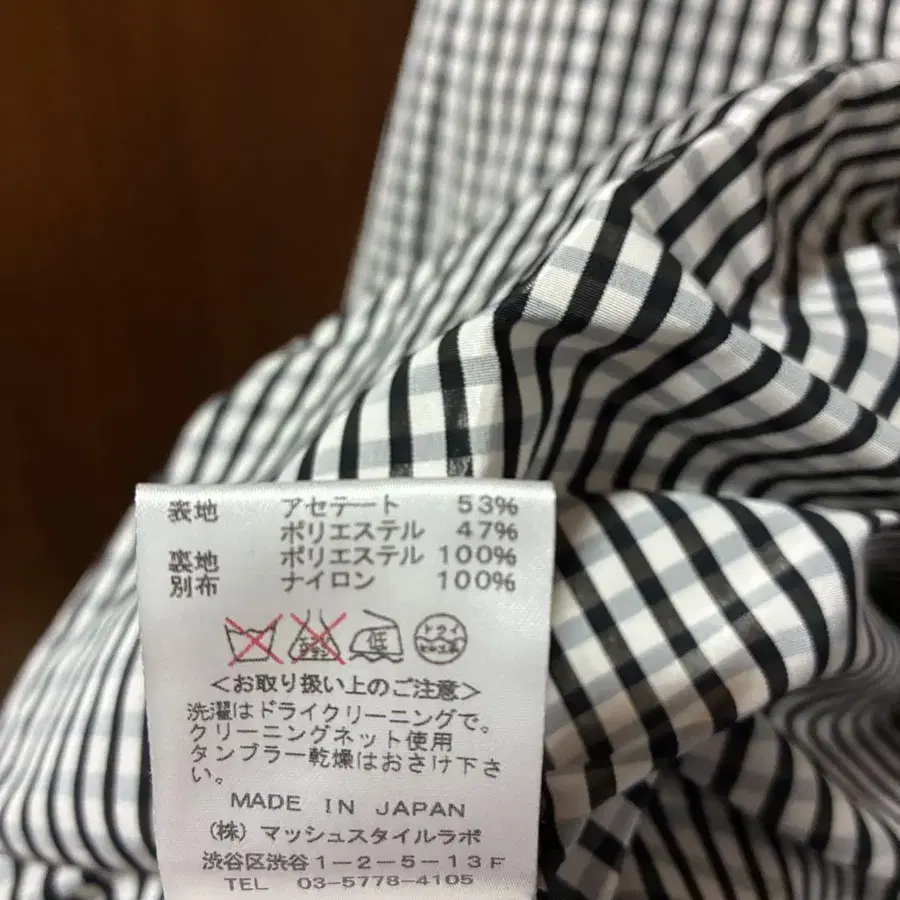 表地 アセテート 53%
ポリエステル 47%
裏地 ポリエステル 100%
別布 ナイロン 100%
低 ドライ
<お取り扱い上のご注意>
洗濯はドライクリーニングで。
クリーニングネット使用
タンブラー乾燥はおさけ下さ
い。
MADE IN JAPAN
(株) マッシュスタイルラボ
渋谷区渋谷1-2-5-13F
TEL 03-5778-4105